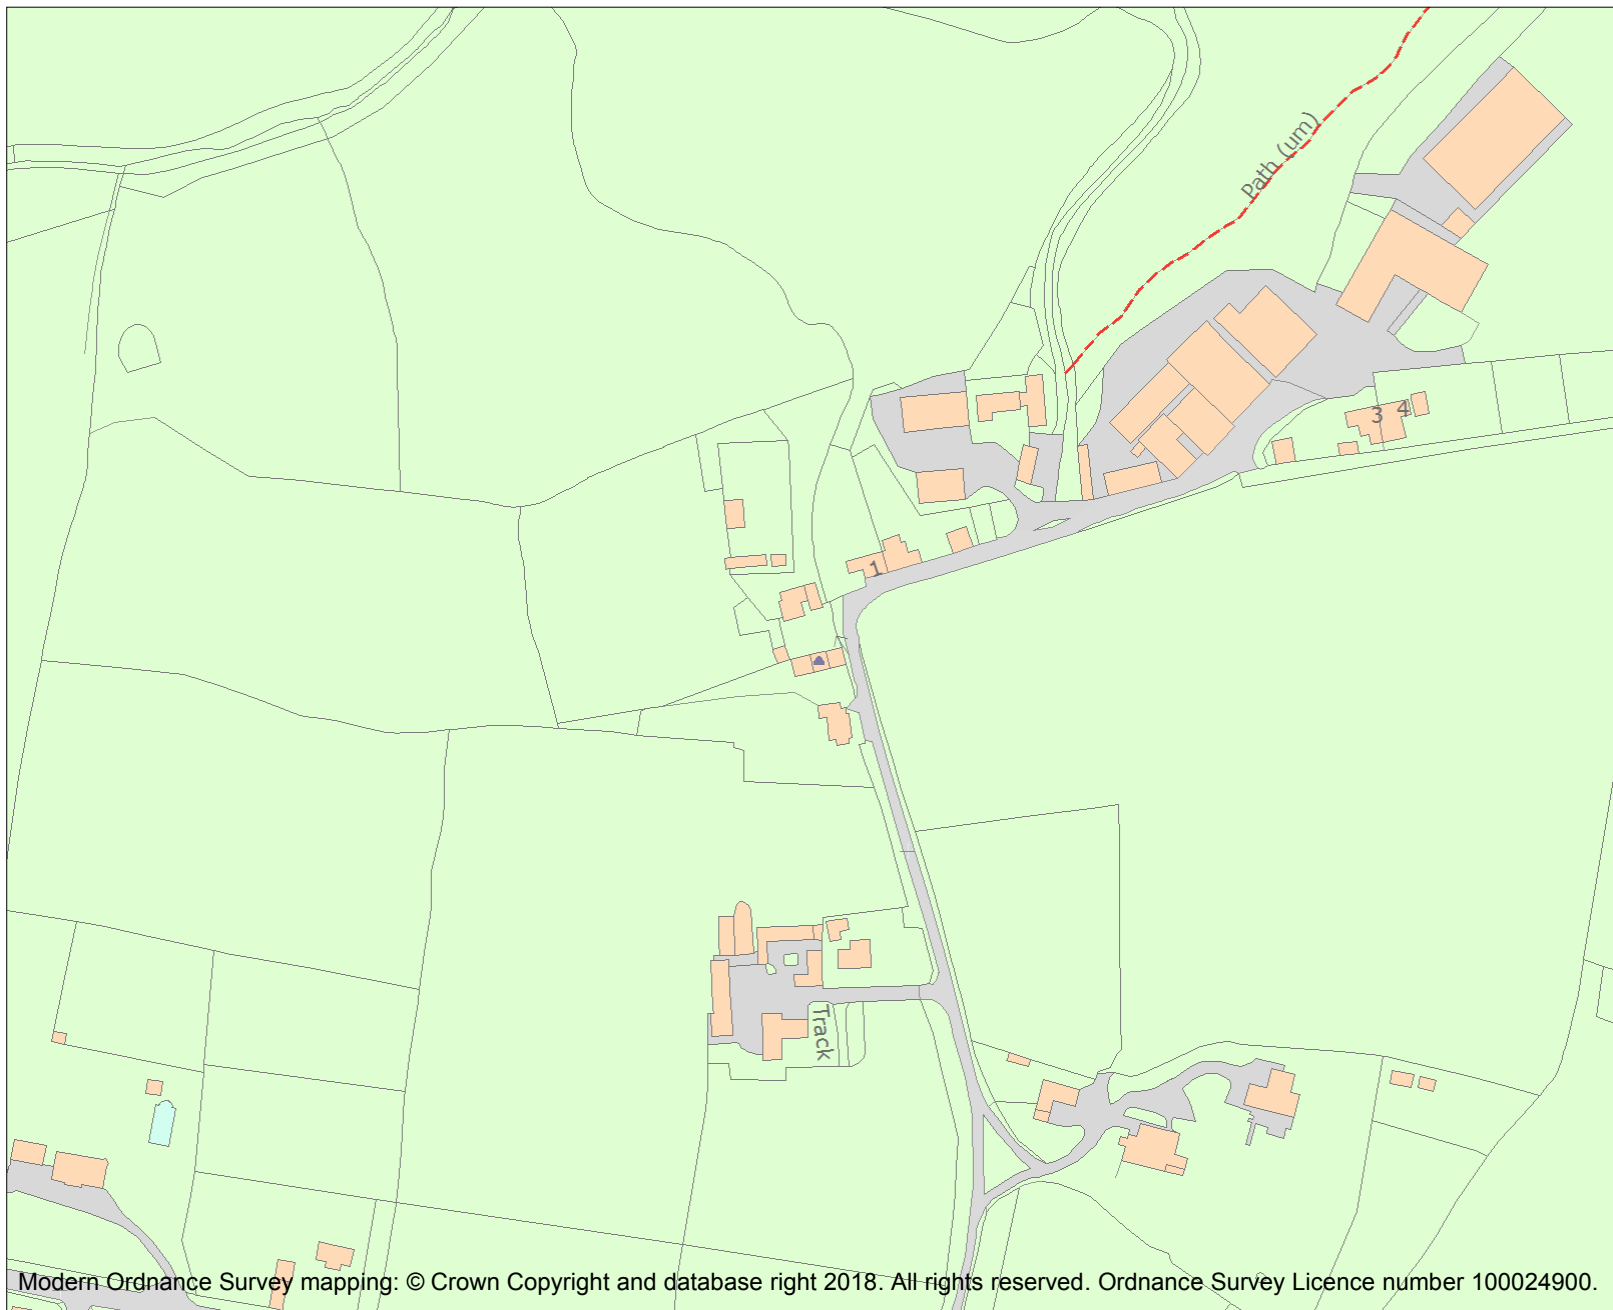 Path (um)
3 4
1
Track
Modern Ordnance Survey mapping: © Crown Copyright and database right 2018. All rights reserved. Ordnance Survey Licence number 100024900.